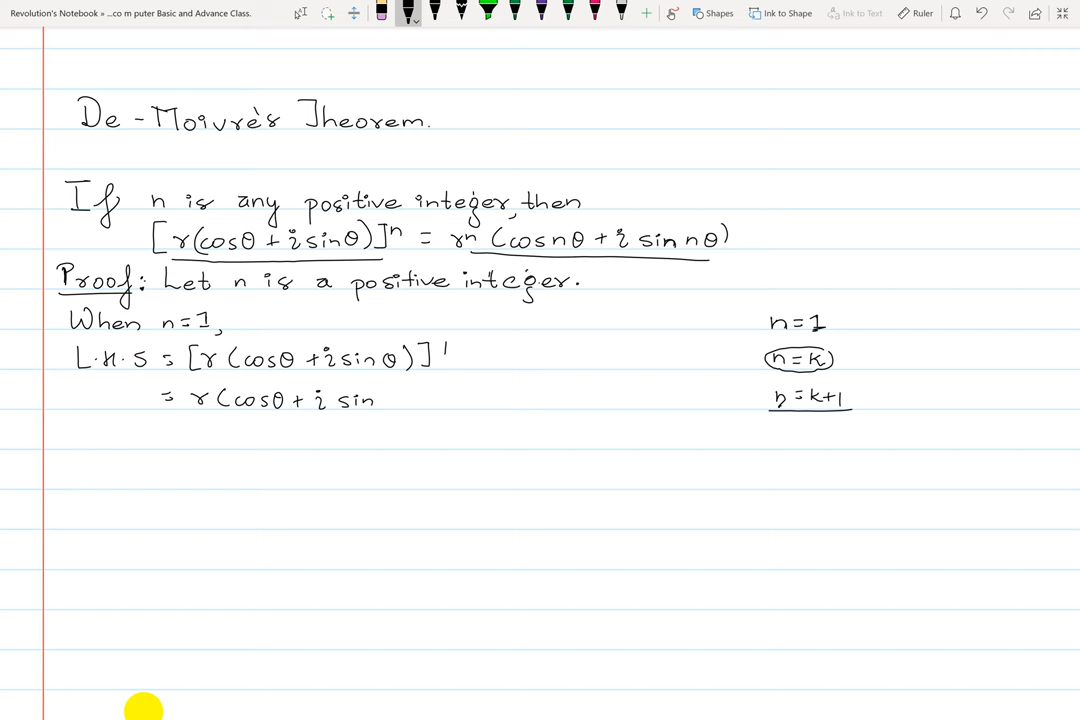 Revolution's Notebook » ...co m puter Basic and Advance Class.
Shapes
Ink to Shape
Ink to Text
Ruler
De-Moivre's Theorem.
If n is any positive integer, then
[r(cosθ + i sinθ)]ⁿ = rⁿ (cosnθ + i sin nθ)
Proof: Let n is a positive integer.
When n=1,
n=1
L.H.S = [r(cosθ + i sinθ)]¹
n=k
= r(cosθ + i sin
n=k+1